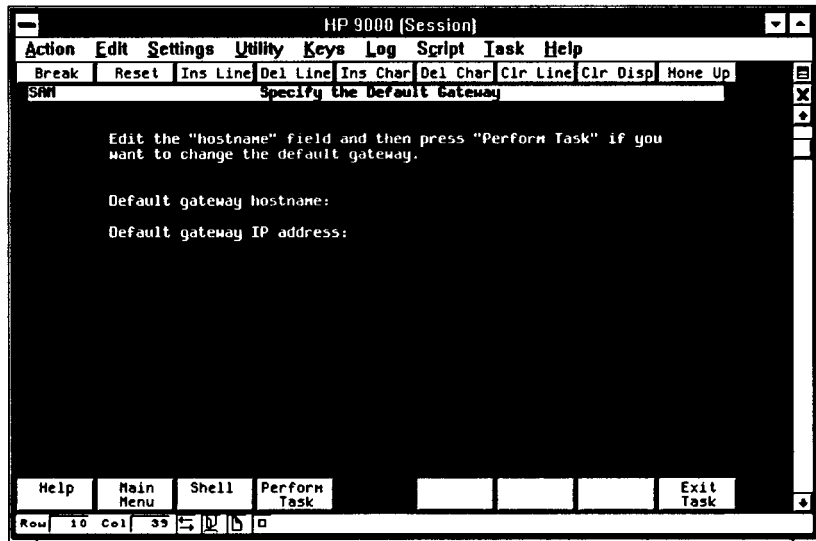 HP 9000 (Session)
Action Edit Settings Utility Keys Log Script Task Help
Break Reset Ins Line Del Line Ins Char Del Char Clr Line Clr Disp Home Up
SAM Specify the Default Gateway
Edit the "hostname" field and then press "Perform Task" if you
want to change the default gateway.
Default gateway hostname:
Default gateway IP address:
Help Main Menu Shell Perform Task Exit Task
Row 10 Col 39